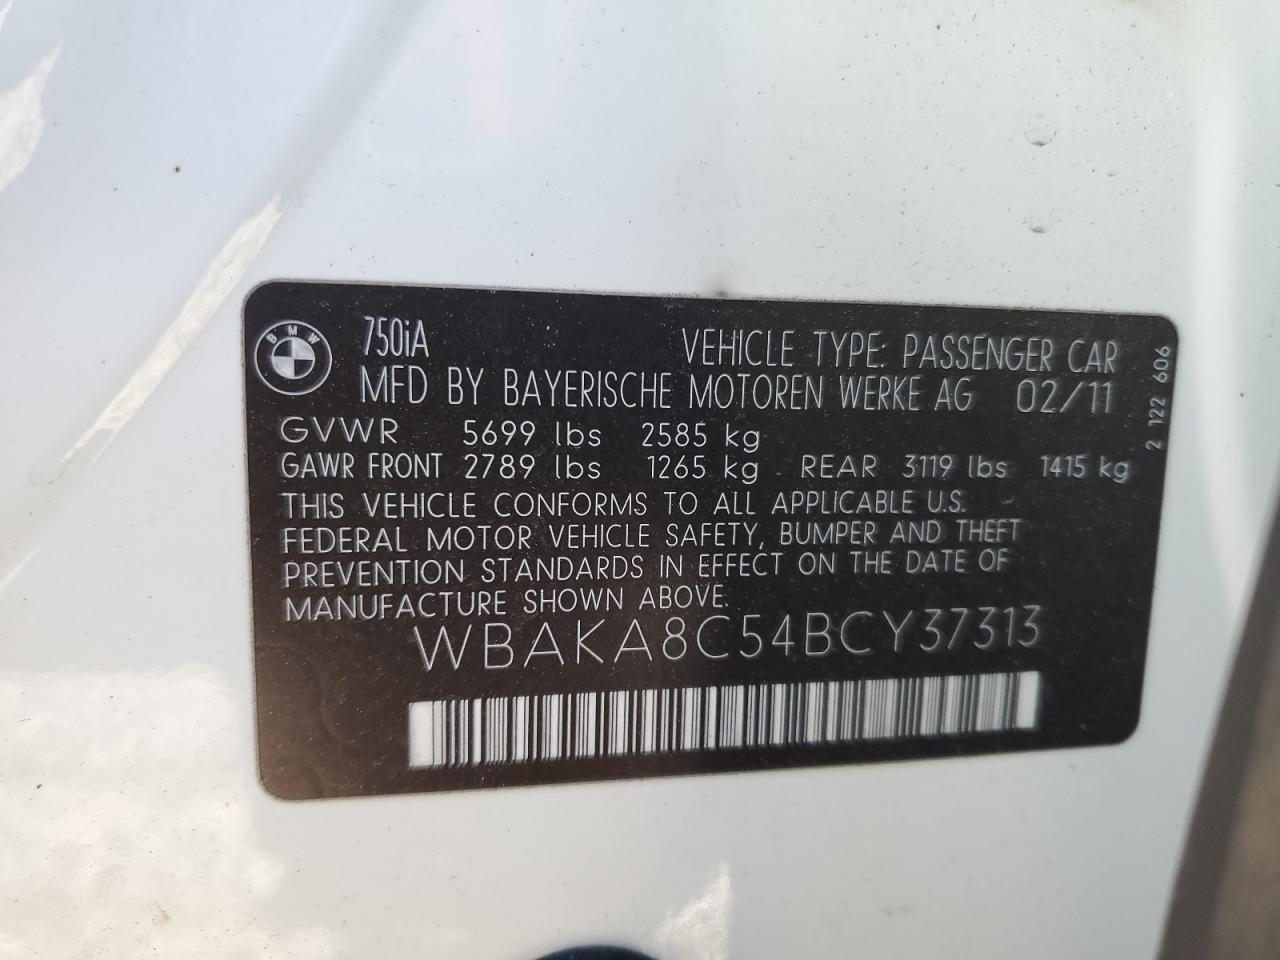 BMW
750iA VEHICLE TYPE: PASSENGER CAR
MFD BY BAYERISCHE MOTOREN WERKE AG 02/11
GVWR 5699 lbs 2585 kg
GAWR FRONT 2789 lbs 1265 kg - REAR 3119 lbs 1415 kg
THIS VEHICLE CONFORMS TO ALL APPLICABLE U.S.
FEDERAL MOTOR VEHICLE SAFETY, BUMPER AND THEFT
PREVENTION STANDARDS IN EFFECT ON THE DATE OF
MANUFACTURE SHOWN ABOVE.
WBAKA8C54BCY37313
2 122 606